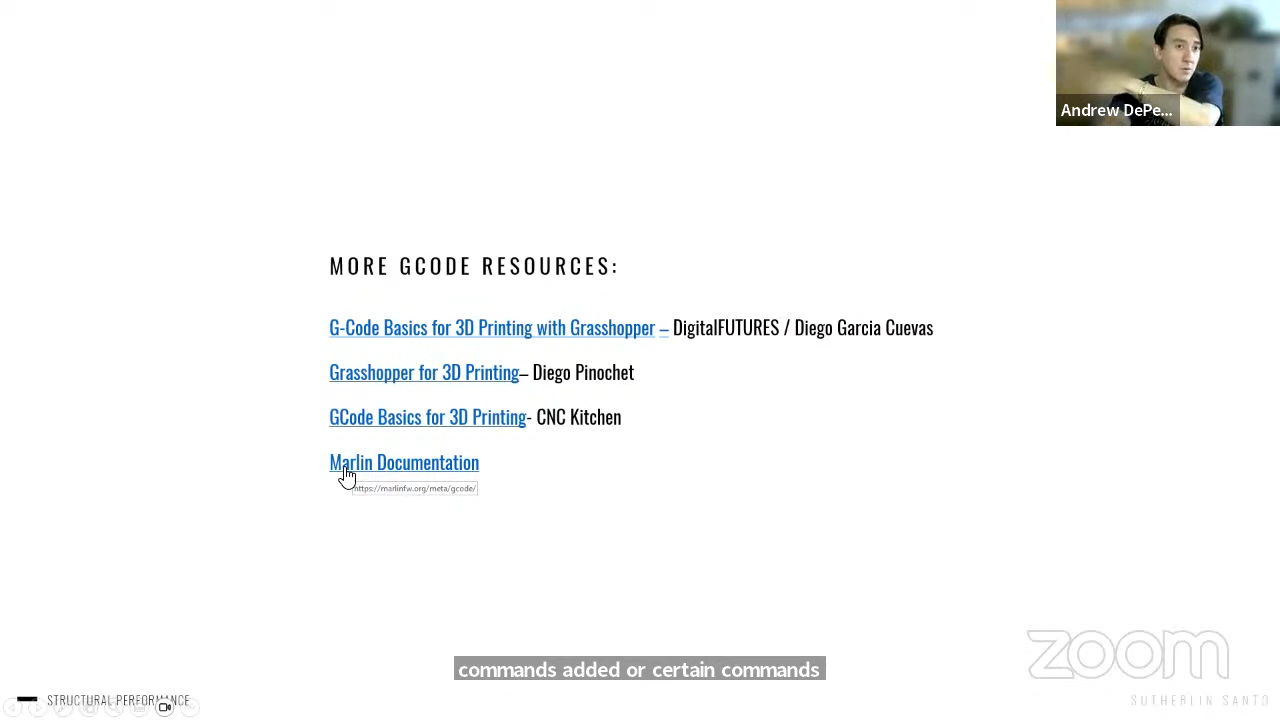 Andrew DePe...
MORE GCODE RESOURCES:
G-Code Basics for 3D Printing with Grasshopper – DigitalFUTURES / Diego Garcia Cuevas
Grasshopper for 3D Printing– Diego Pinochet
GCode Basics for 3D Printing- CNC Kitchen
Marlin Documentation
https://marlinfw.org/meta/gcode/
zoom
commands added or certain commands
STRUCTURAL PERFORMANCE
SUTHERLIN SANTO